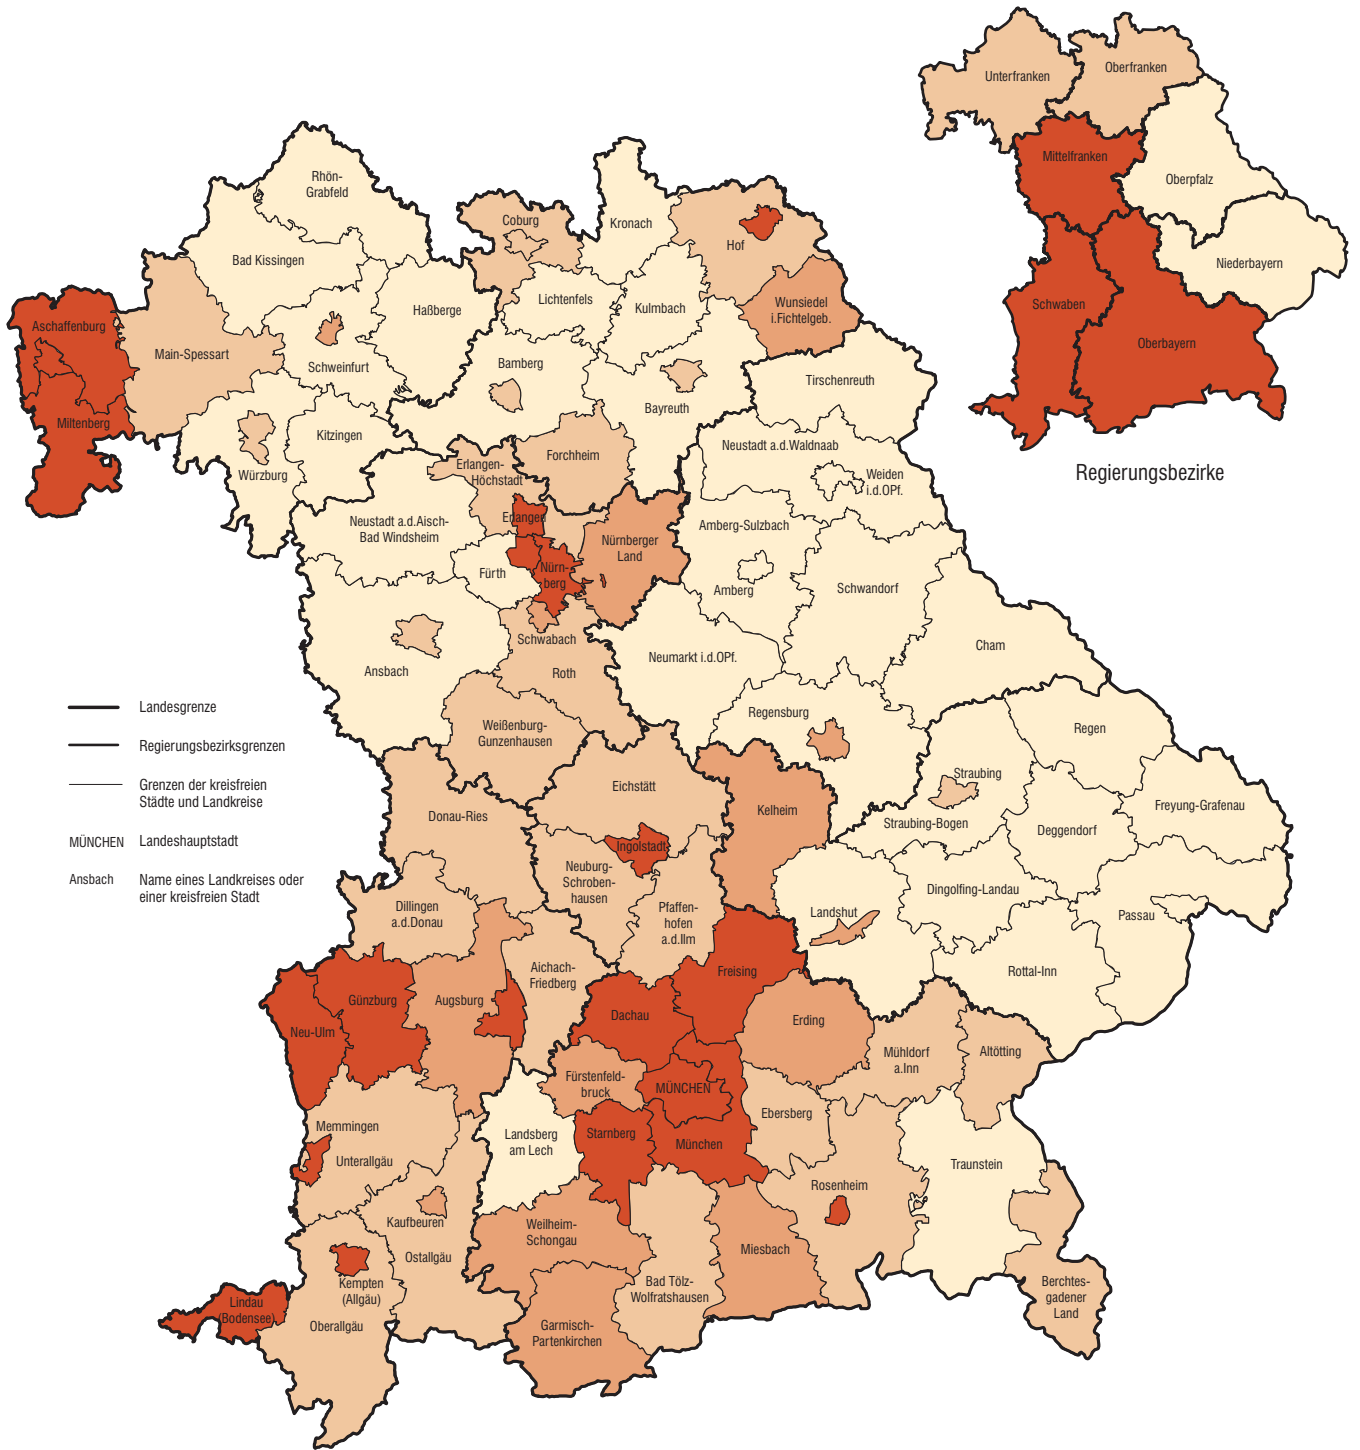 Unterfranken
Oberfranken
Mittelfranken
Oberpfalz
Niederbayern
Schwaben
Oberbayern
Regierungsbezirke
Rhön-
Grabfeld
Bad Kissingen
Coburg
Kronach
Hof
Lichtenfels
Kulmbach
Wunsiedel
i.Fichtelgeb.
Haßberge
Aschaffenburg
Main-Spessart
Schweinfurt
Bamberg
Bayreuth
Tirschenreuth
Miltenberg
Kitzingen
Würzburg
Forchheim
Erlangen-
Höchstadt
Neustadt a.d.Waldnaab
Weiden
i.d.OPf.
Neustadt a.d.Aisch-
Bad Windsheim
Erlangen
Nürnberger
Land
Amberg-Sulzbach
Fürth
Nürn-
berg
Amberg
Schwandorf
Ansbach
Schwabach
Roth
Neumarkt i.d.OPf.
Cham
Landesgrenze
Regierungsbezirksgrenzen
Grenzen der kreisfreien
Städte und Landkreise
MÜNCHEN
Landeshauptstadt
Ansbach
Name eines Landkreises oder
einer kreisfreien Stadt
Weißenburg-
Gunzenhausen
Regensburg
Regen
Eichstätt
Straubing
Donau-Ries
Kelheim
Straubing-Bogen
Deggendorf
Freyung-Grafenau
Ingolstadt
Neuburg-
Schroben-
hausen
Dingolfing-Landau
Dillingen
a.d.Donau
Pfaffen-
hofen
a.d.Ilm
Landshut
Passau
Aichach-
Friedberg
Freising
Rottal-Inn
Günzburg
Augsburg
Dachau
Erding
Neu-Ulm
Mühldorf
a.Inn
Altötting
Fürstenfeld-
bruck
MÜNCHEN
Ebersberg
Memmingen
Unterallgäu
Landsberg
am Lech
Starnberg
München
Traunstein
Rosenheim
Kaufbeuren
Ostallgäu
Weilheim-
Schongau
Miesbach
Kempten
(Allgäu)
Bad Tölz-
Wolfratshausen
Berchtes-
gadener
Land
Lindau
(Bodensee)
Oberallgäu
Garmisch-
Partenkirchen